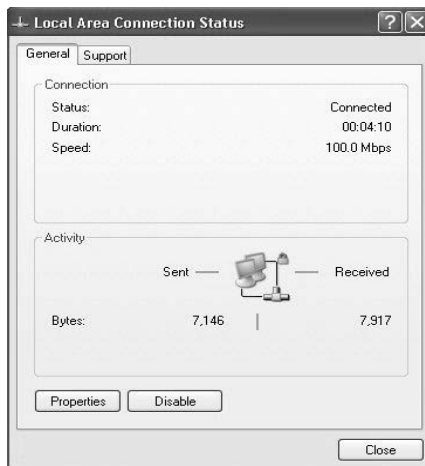 Local Area Connection Status
General Support
Connection
Status: Connected
Duration: 00:04:10
Speed: 100.0 Mbps
Activity
Sent Received
Bytes: 7,146 7,917
Properties Disable
Close